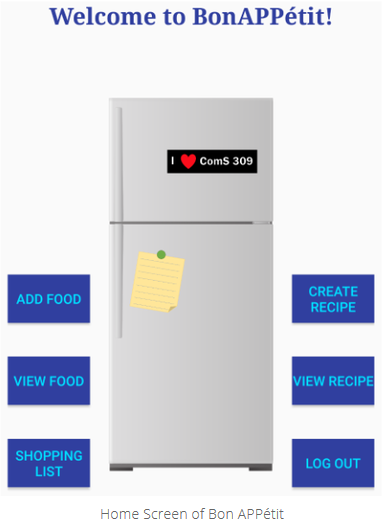 Welcome to BonAPPétit!
I ❤ ComS 309
ADD FOOD
VIEW FOOD
SHOPPING
LIST
CREATE
RECIPE
VIEW RECIPE
LOG OUT
Home Screen of Bon APPétit